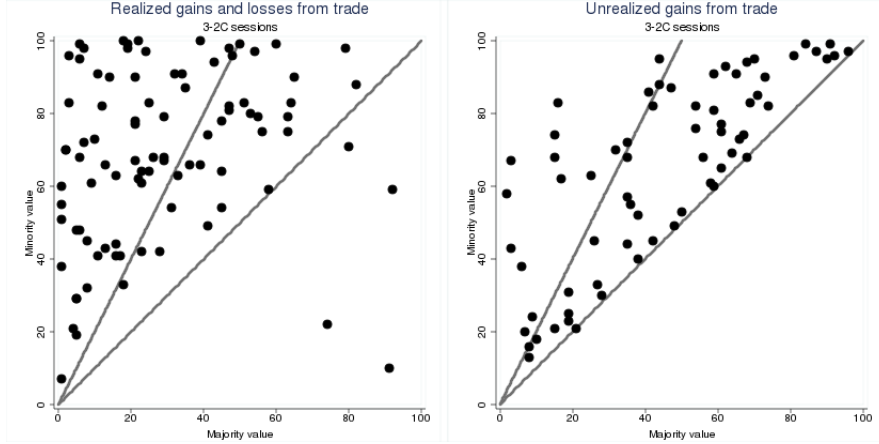 Realized gains and losses from trade
3-2C sessions
Minority value
100
80
60
40
20
0
0 20 40 60 80 100
Majority value
Unrealized gains from trade
3-2C sessions
Minority value
100
80
60
40
20
0
0 20 40 60 80 100
Majority value